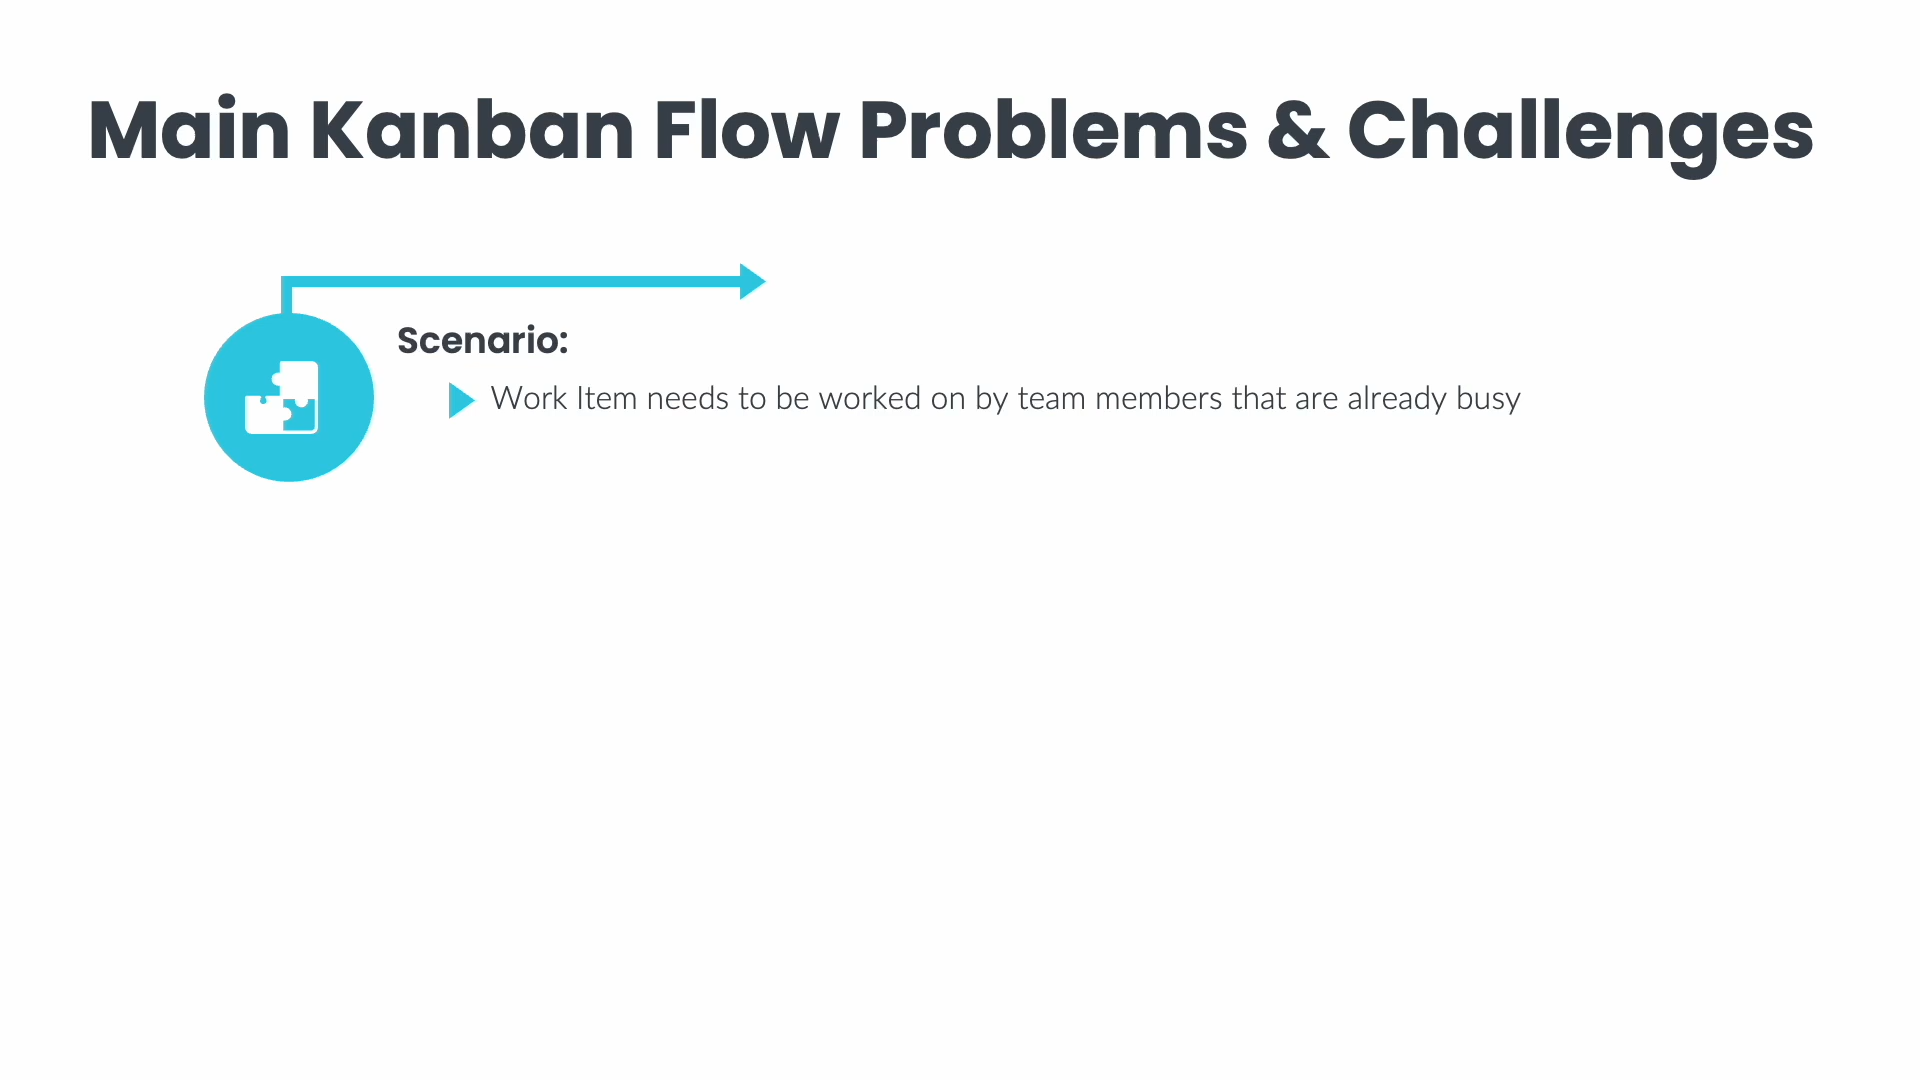 Main Kanban Flow Problems & Challenges
Scenario:
Work Item needs to be worked on by team members that are already busy